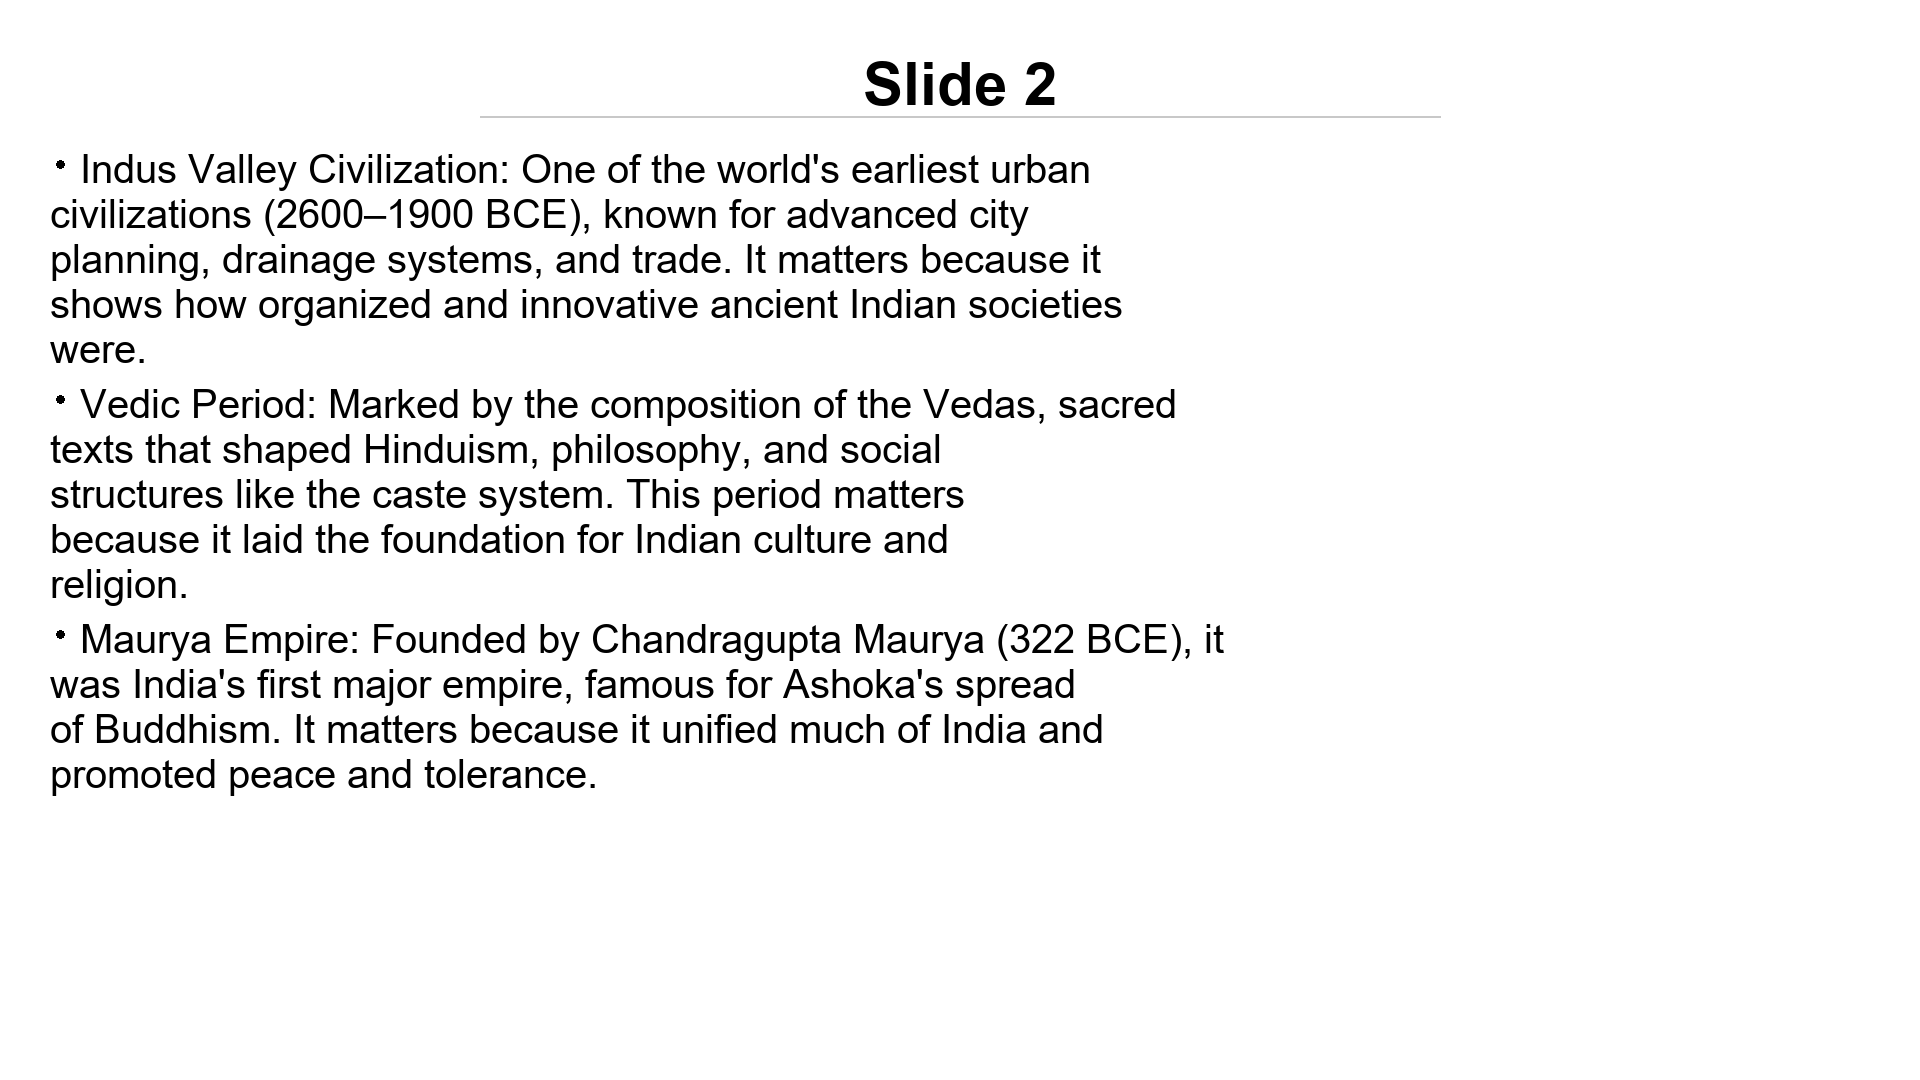 Slide 2
• Indus Valley Civilization: One of the world's earliest urban
civilizations (2600–1900 BCE), known for advanced city
planning, drainage systems, and trade. It matters because it
shows how organized and innovative ancient Indian societies
were.
• Vedic Period: Marked by the composition of the Vedas, sacred
texts that shaped Hinduism, philosophy, and social
structures like the caste system. This period matters
because it laid the foundation for Indian culture and
religion.
• Maurya Empire: Founded by Chandragupta Maurya (322 BCE), it
was India's first major empire, famous for Ashoka's spread
of Buddhism. It matters because it unified much of India and
promoted peace and tolerance.